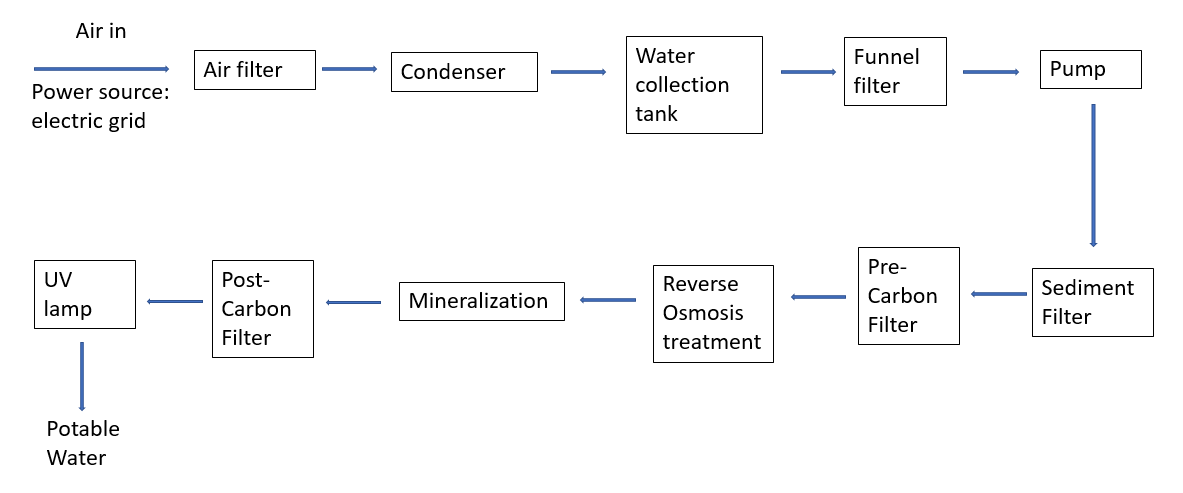 Air in
Power source:
electric grid
Air filter
Condenser
Water
collection
tank
Funnel
filter
Pump
Sediment
Filter
Pre-
Carbon
Filter
Reverse
Osmosis
treatment
Mineralization
Post-
Carbon
Filter
UV
lamp
Potable
Water